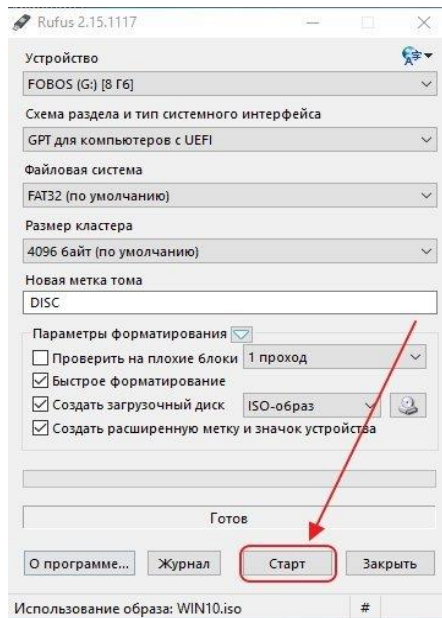 Rufus 2.15.1117
Устройство
FOBOS (G:) [8 Гб]
Схема раздела и тип системного интерфейса
GPT для компьютеров с UEFI
Файловая система
FAT32 (по умолчанию)
Размер кластера
4096 байт (по умолчанию)
Новая метка тома
DISC
Параметры форматирования
Проверить на плохие блоки 1 проход
Быстрое форматирование
Создать загрузочный диск ISO-образ
Создать расширенную метку и значок устройства
Готов
О программе... Журнал Старт Закрыть
Использование образа: WIN10.iso #